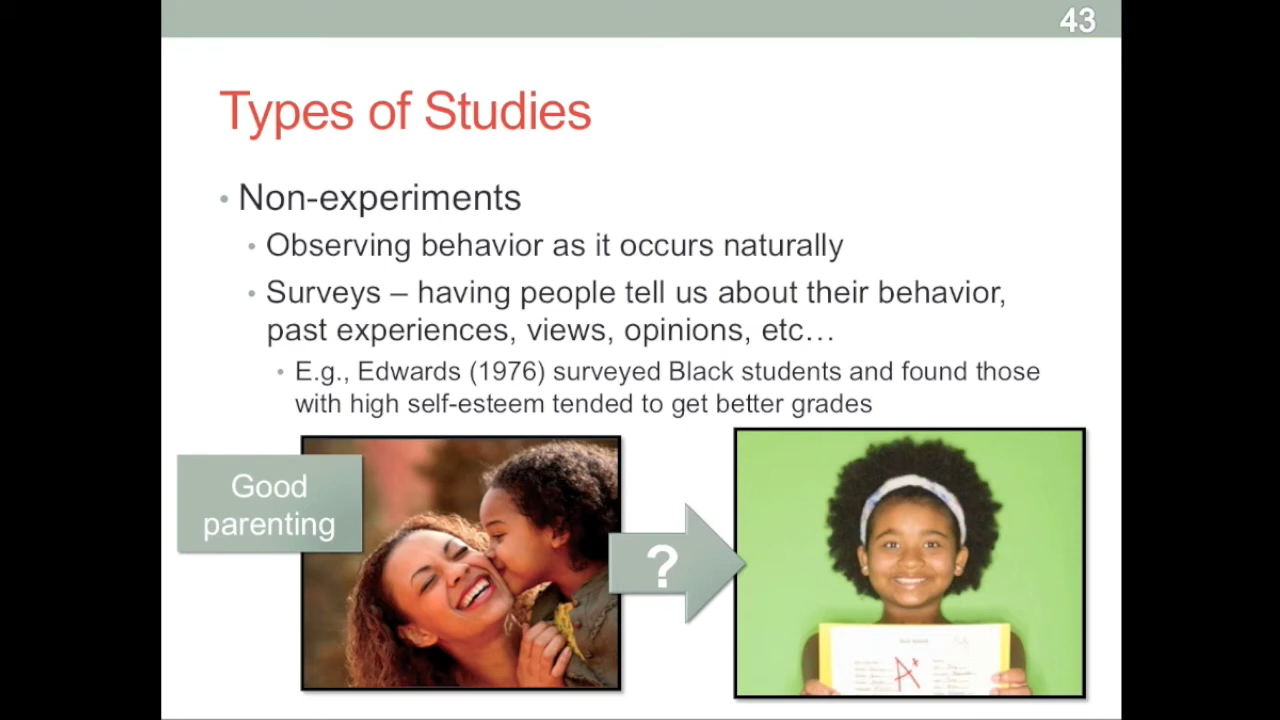 43
Types of Studies
• Non-experiments
• Observing behavior as it occurs naturally
• Surveys – having people tell us about their behavior,
past experiences, views, opinions, etc…
• E.g., Edwards (1976) surveyed Black students and found those
with high self-esteem tended to get better grades
Good
parenting
?
A+